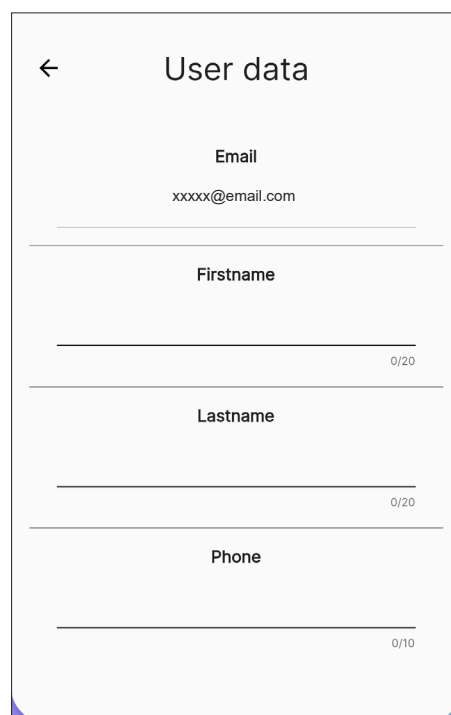 User data
Email
xxxxx@email.com
Firstname
0/20
Lastname
0/20
Phone
0/10